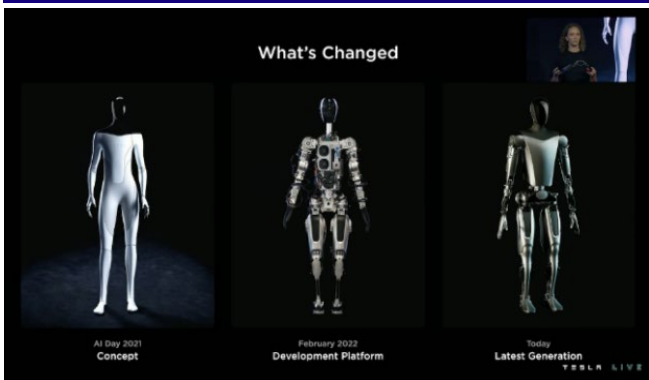 What's Changed
AI Day 2021
Concept
February 2022
Development Platform
Today
Latest Generation
TESLA LIVE